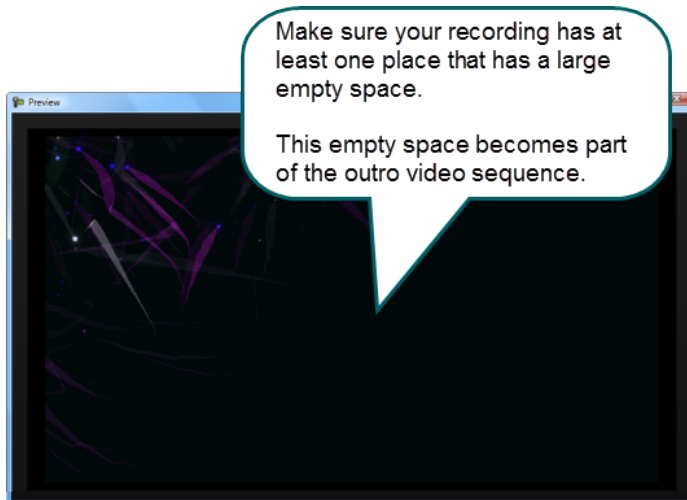 Make sure your recording has at
least one place that has a large
empty space.
This empty space becomes part
of the outro video sequence.
Preview